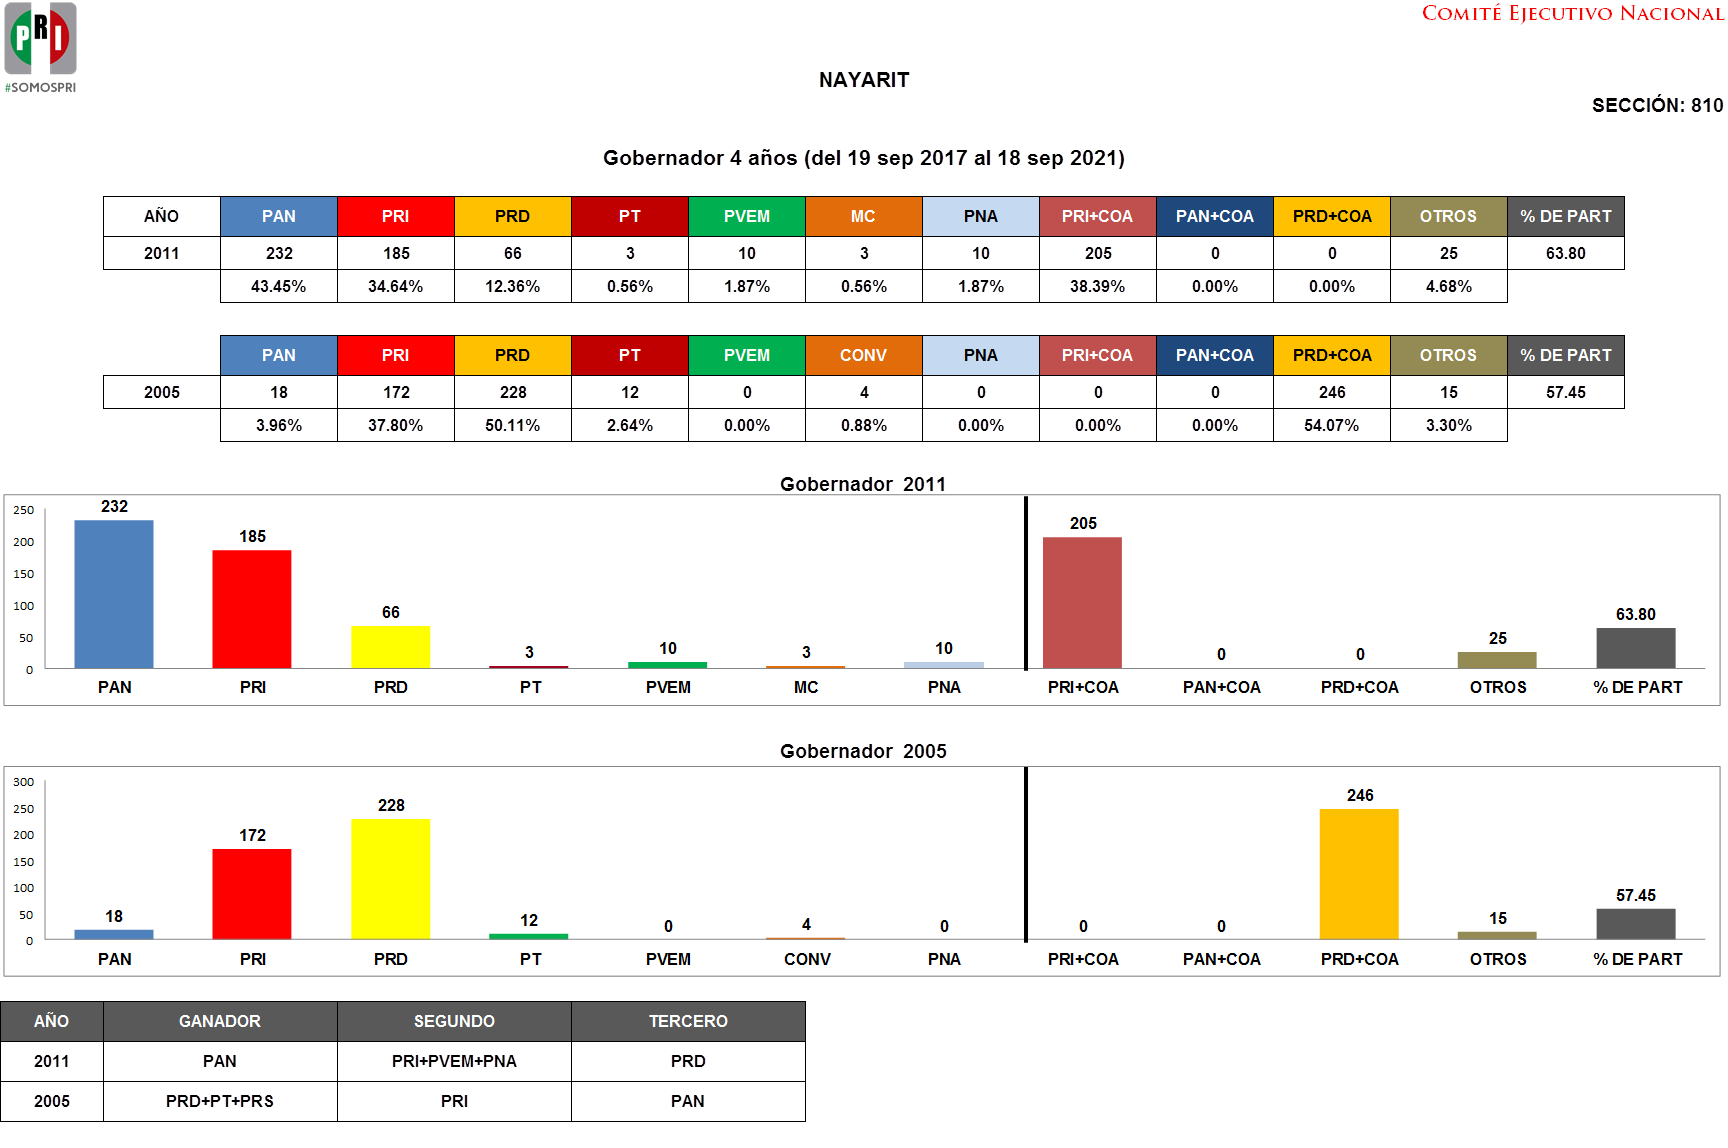 PRI
#SOMOSPRI
COMITÉ EJECUTIVO NACIONAL
NAYARIT
SECCIÓN: 810
Gobernador 4 años (del 19 sep 2017 al 18 sep 2021)
AÑO PAN PRI PRD PT PVEM MC PNA PRI+COA PAN+COA PRD+COA OTROS % DE PART
2011 232 185 66 3 10 3 10 205 0 0 25 63.80
43.45% 34.64% 12.36% 0.56% 1.87% 0.56% 1.87% 38.39% 0.00% 0.00% 4.68%
PAN PRI PRD PT PVEM CONV PNA PRI+COA PAN+COA PRD+COA OTROS % DE PART
2005 18 172 228 12 0 4 0 0 0 246 15 57.45
3.96% 37.80% 50.11% 2.64% 0.00% 0.88% 0.00% 0.00% 0.00% 54.07% 3.30%
Gobernador 2011
250
200
150
100
50
0
232 185 66 3 10 3 10 205 0 0 25 63.80
PAN PRI PRD PT PVEM MC PNA PRI+COA PAN+COA PRD+COA OTROS % DE PART
Gobernador 2005
300
250
200
150
100
50
0
18 172 228 12 0 4 0 0 0 246 15 57.45
PAN PRI PRD PT PVEM CONV PNA PRI+COA PAN+COA PRD+COA OTROS % DE PART
AÑO GANADOR SEGUNDO TERCERO
2011 PAN PRI+PVEM+PNA PRD
2005 PRD+PT+PRS PRI PAN